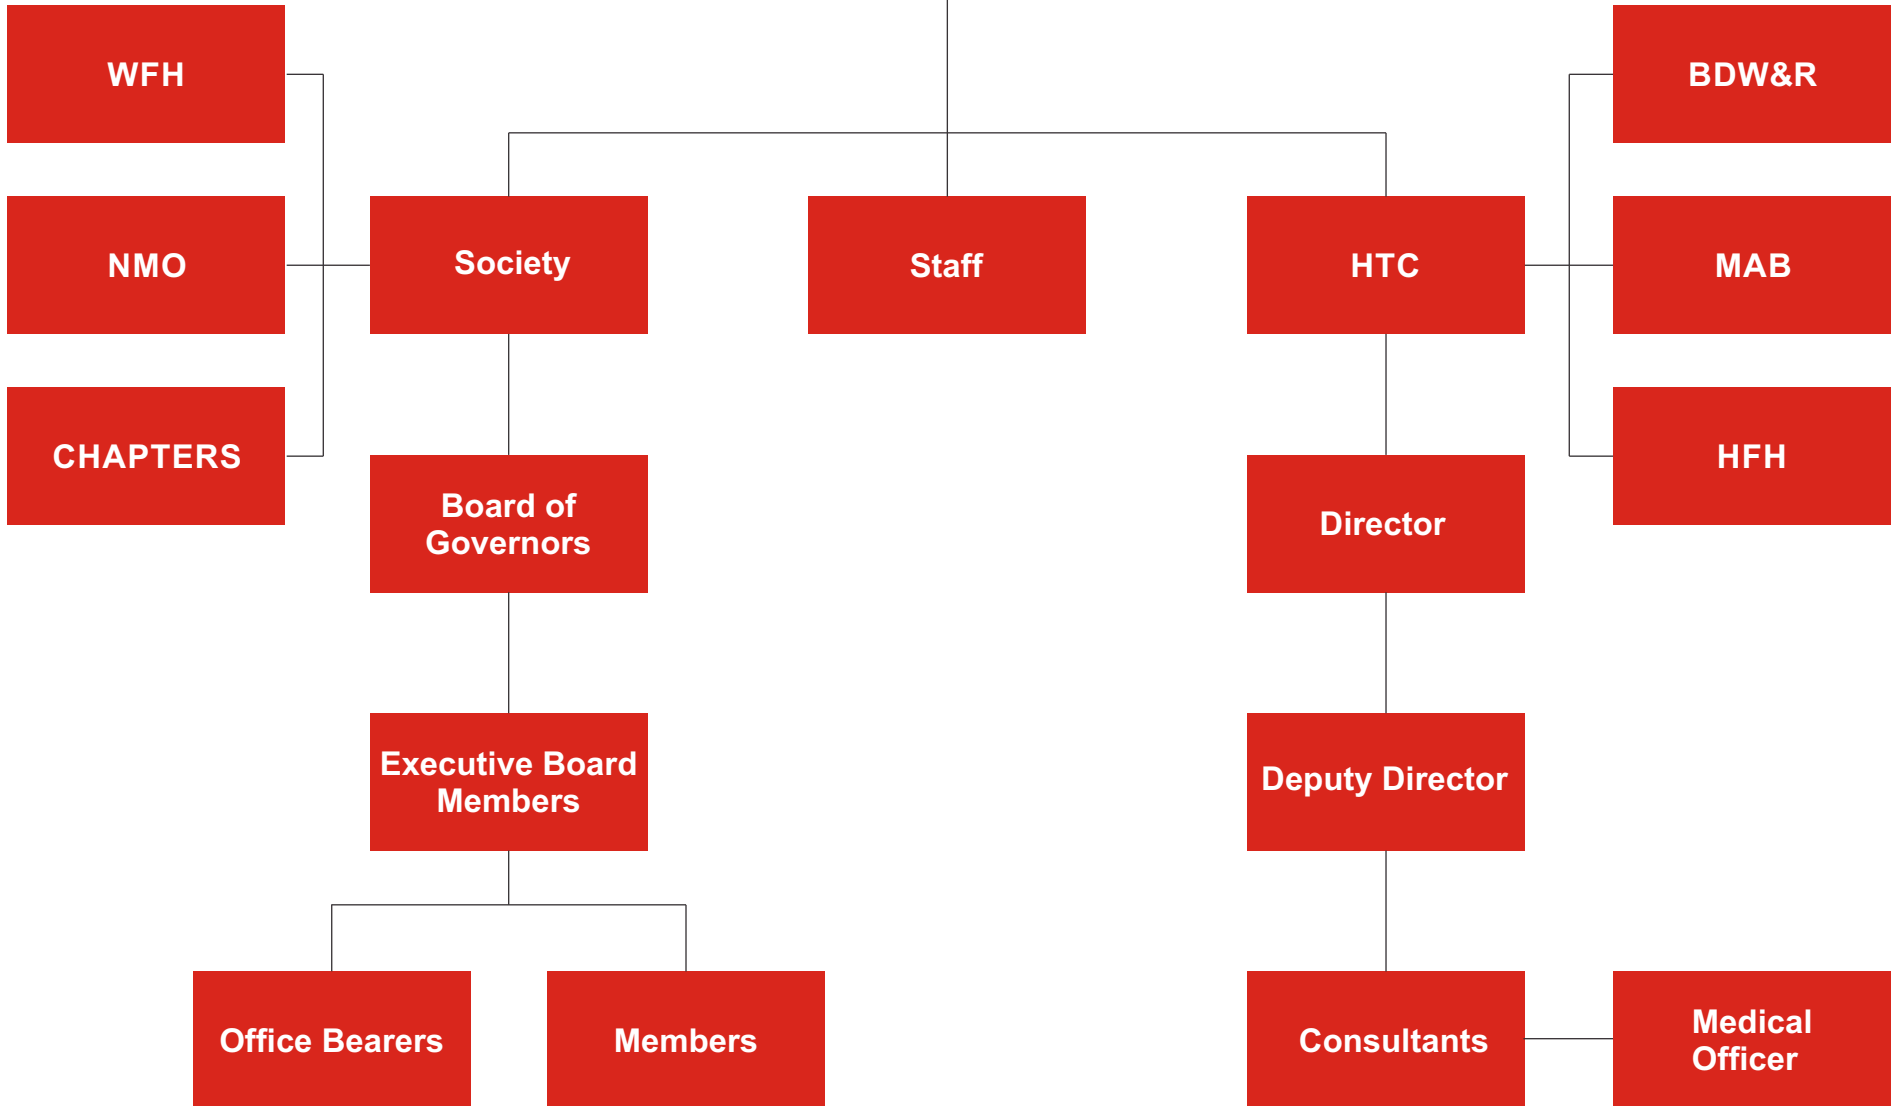 WFH
BDW&R
NMO
Society
Staff
HTC
MAB
CHAPTERS
Board of
Governors
Director
HFH
Executive Board
Members
Deputy Director
Office Bearers
Members
Consultants
Medical
Officer